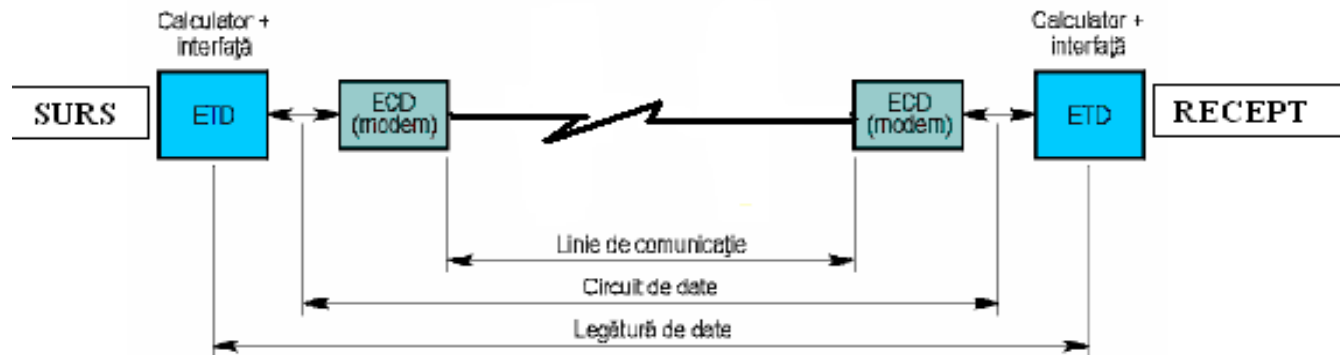 Calculator +
interfață
Calculator +
interfață
SURS
ETD
ECD
(modem)
ECD
(modem)
ETD
RECEPT
Linie de comunicație
Circuit de date
Legătură de date